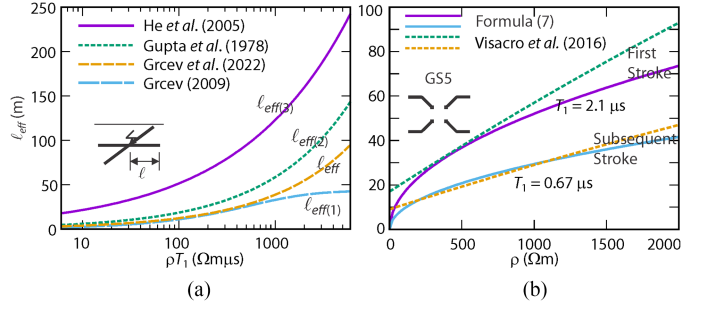 (a)
250
200
150
100
50
0
ℓeff (m)
He et al. (2005)
Gupta et al. (1978)
Grcev et al. (2022)
Grcev (2009)
ℓeff(3)
ℓeff(2)
ℓeff
ℓeff(1)
ℓ
10
100
1000
ρT1 (Ωmμs)
(a)
(b)
100
80
60
40
20
0
Formula (7)
Visacro et al. (2016)
GS5
First
Stroke
T1 = 2.1 μs
Subsequent
Stroke
T1 = 0.67 μs
0
500
1000
1500
2000
ρ (Ωm)
(b)